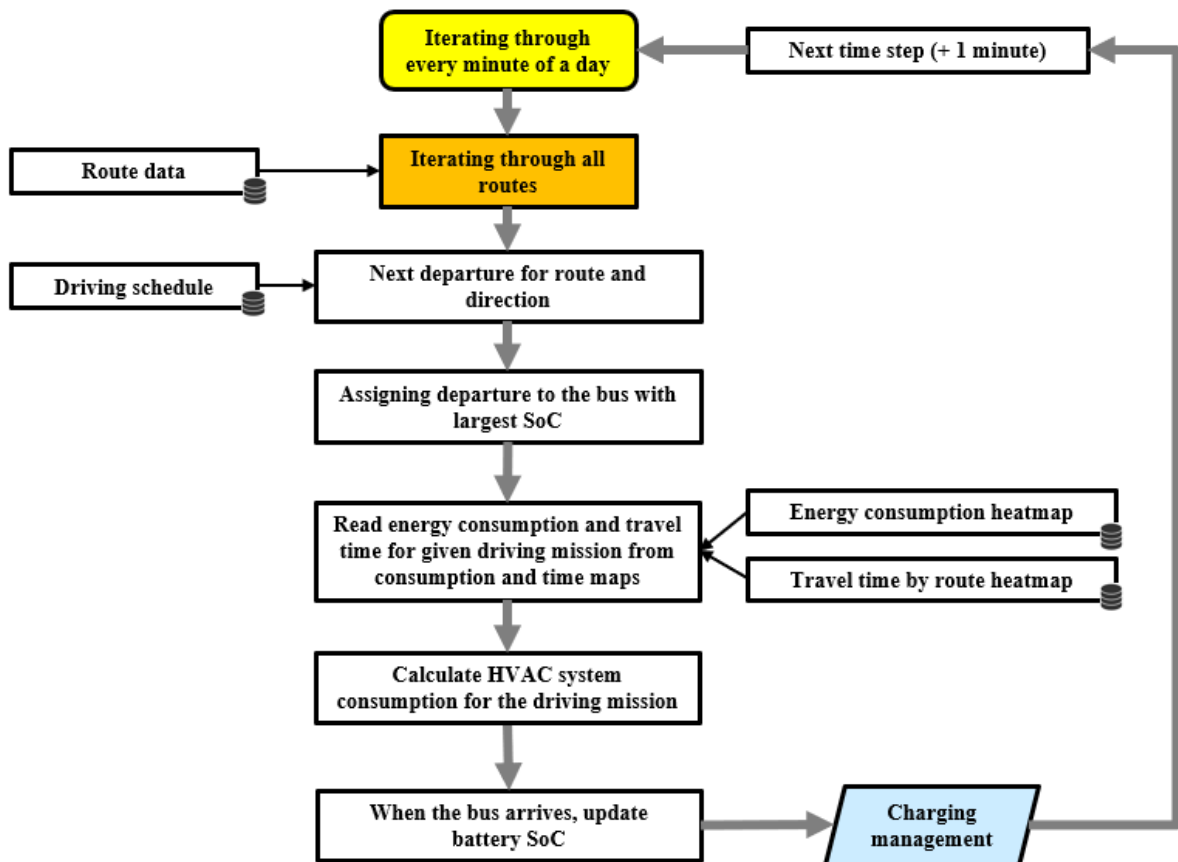 Iterating through
every minute of a day
Next time step (+ 1 minute)
Route data
Iterating through all
routes
Driving schedule
Next departure for route and
direction
Assigning departure to the bus with
largest SoC
Read energy consumption and travel
time for given driving mission from
consumption and time maps
Energy consumption heatmap
Travel time by route heatmap
Calculate HVAC system
consumption for the driving mission
When the bus arrives, update
battery SoC
Charging
management